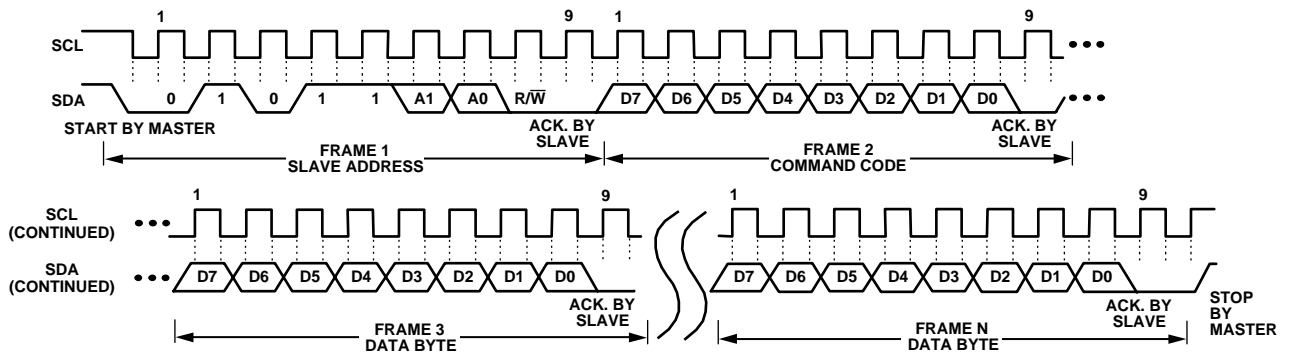 1 9 1 9
SCL
SDA 0 1 0 1 1 A1 A0 R/W̅ D7 D6 D5 D4 D3 D2 D1 D0
START BY MASTER ACK. BY SLAVE ACK. BY SLAVE
FRAME 1 SLAVE ADDRESS FRAME 2 COMMAND CODE
1 9 1 9
SCL (CONTINUED)
SDA (CONTINUED) D7 D6 D5 D4 D3 D2 D1 D0 D7 D6 D5 D4 D3 D2 D1 D0
ACK. BY SLAVE ACK. BY SLAVE STOP BY MASTER
FRAME 3 DATA BYTE FRAME N DATA BYTE